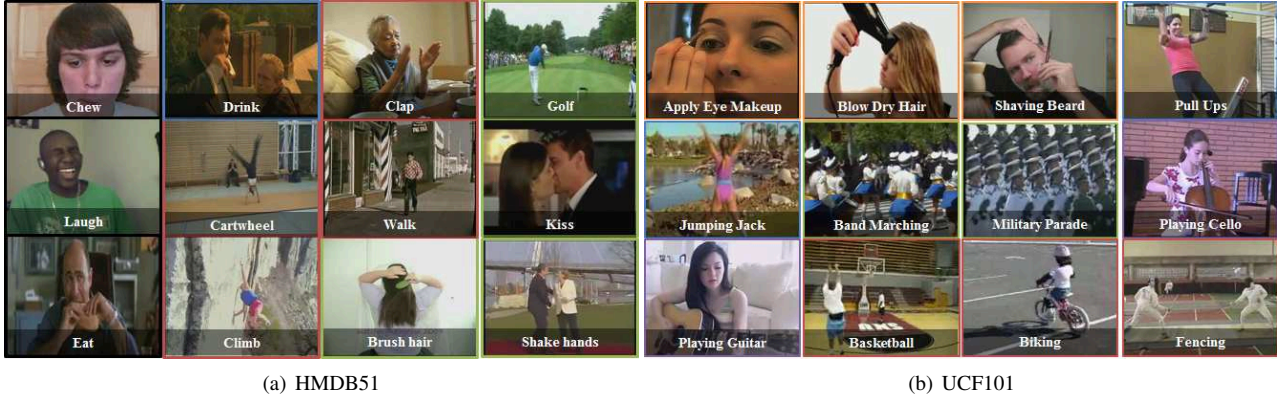 Chew Drink Clap Golf Apply Eye Makeup Blow Dry Hair Shaving Beard Pull Ups
Laugh Cartwheel Walk Kiss Jumping Jack Band Marching Military Parade Playing Cello
Eat Climb Brush hair Shake hands Playing Guitar Basketball Biking Fencing
(a) HMDB51 (b) UCF101